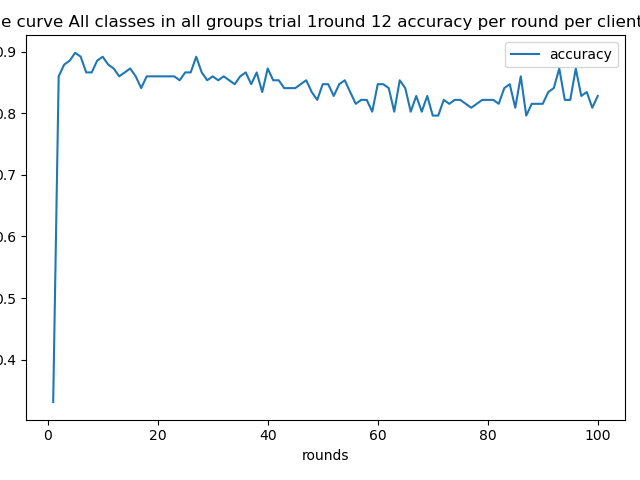 e curve All classes in all groups trial 1round 12 accuracy per round per client
accuracy
0.9
0.8
0.7
0.6
0.5
0.4
0 20 40 60 80 100
rounds